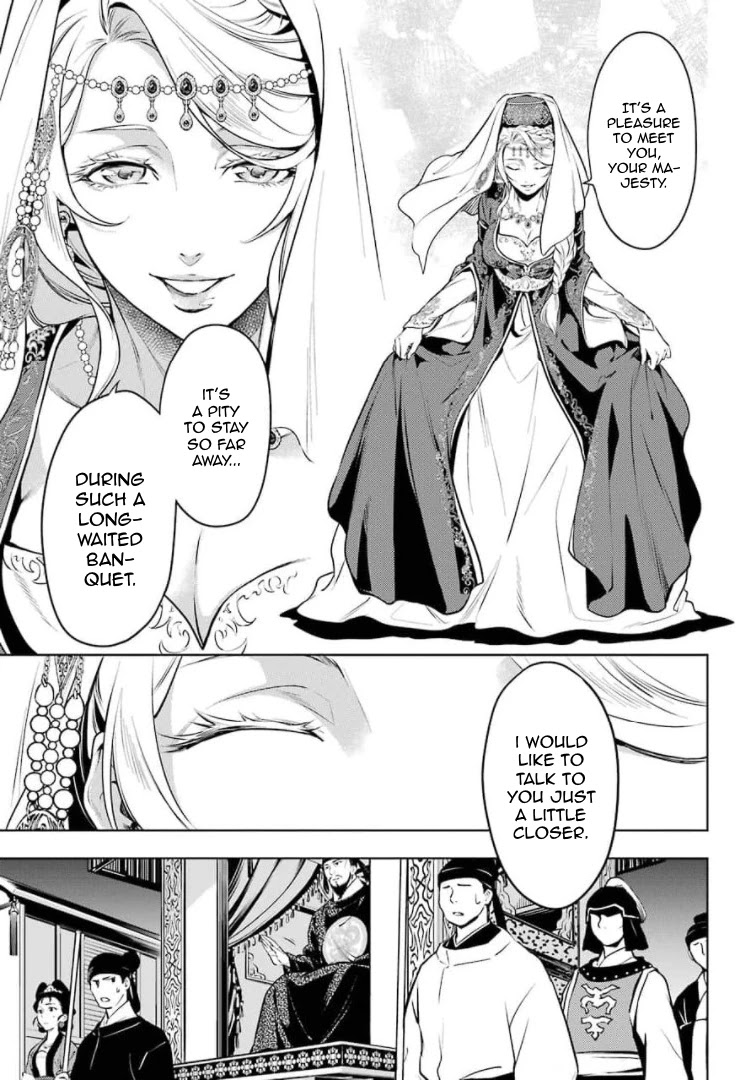 IT'S A
PLEASURE
TO MEET
YOU,
YOUR MA-
JESTY.
IT'S
A PITY
TO STAY
SO FAR
AWAY...
DURING
SUCH A
LONG-
WAITED
BAN-
QUET.
I WOULD
LIKE TO
TALK TO
YOU JUST
A LITTLE
CLOSER.